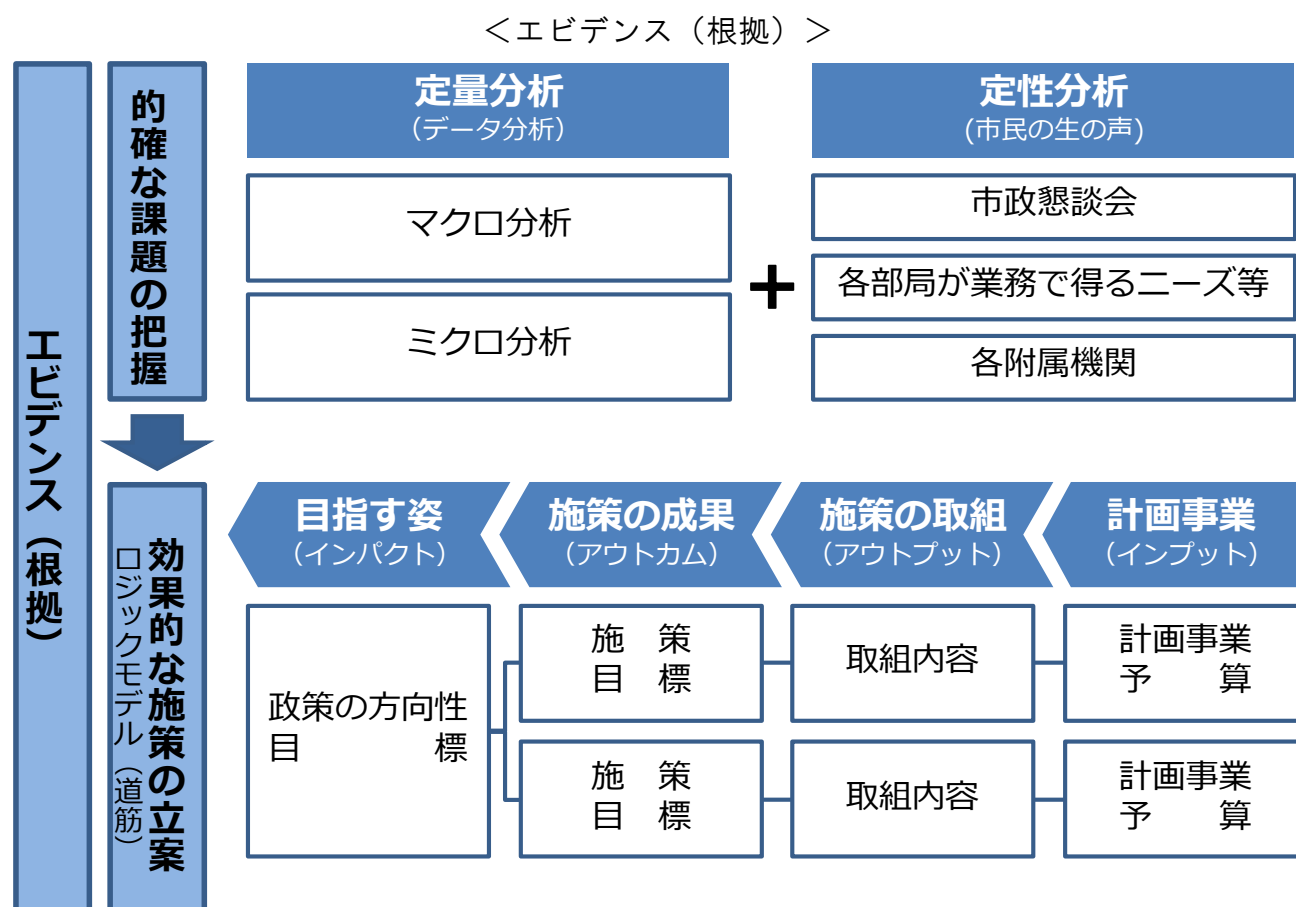 ＜エビデンス（根拠）＞
エビデンス（根拠）
的確な課題の把握
定量分析
（データ分析）
マクロ分析
ミクロ分析
＋
定性分析
(市民の生の声)
市政懇談会
各部局が業務で得るニーズ等
各附属機関
効果的な施策の立案
ロジックモデル（道筋）
目指す姿
（インパクト）
施策の成果
（アウトカム）
施策の取組
（アウトプット）
計画事業
（インプット）
政策の方向性
目　　　　標
施　策
目　標
取組内容
計画事業
予　　算
施　策
目　標
取組内容
計画事業
予　　算